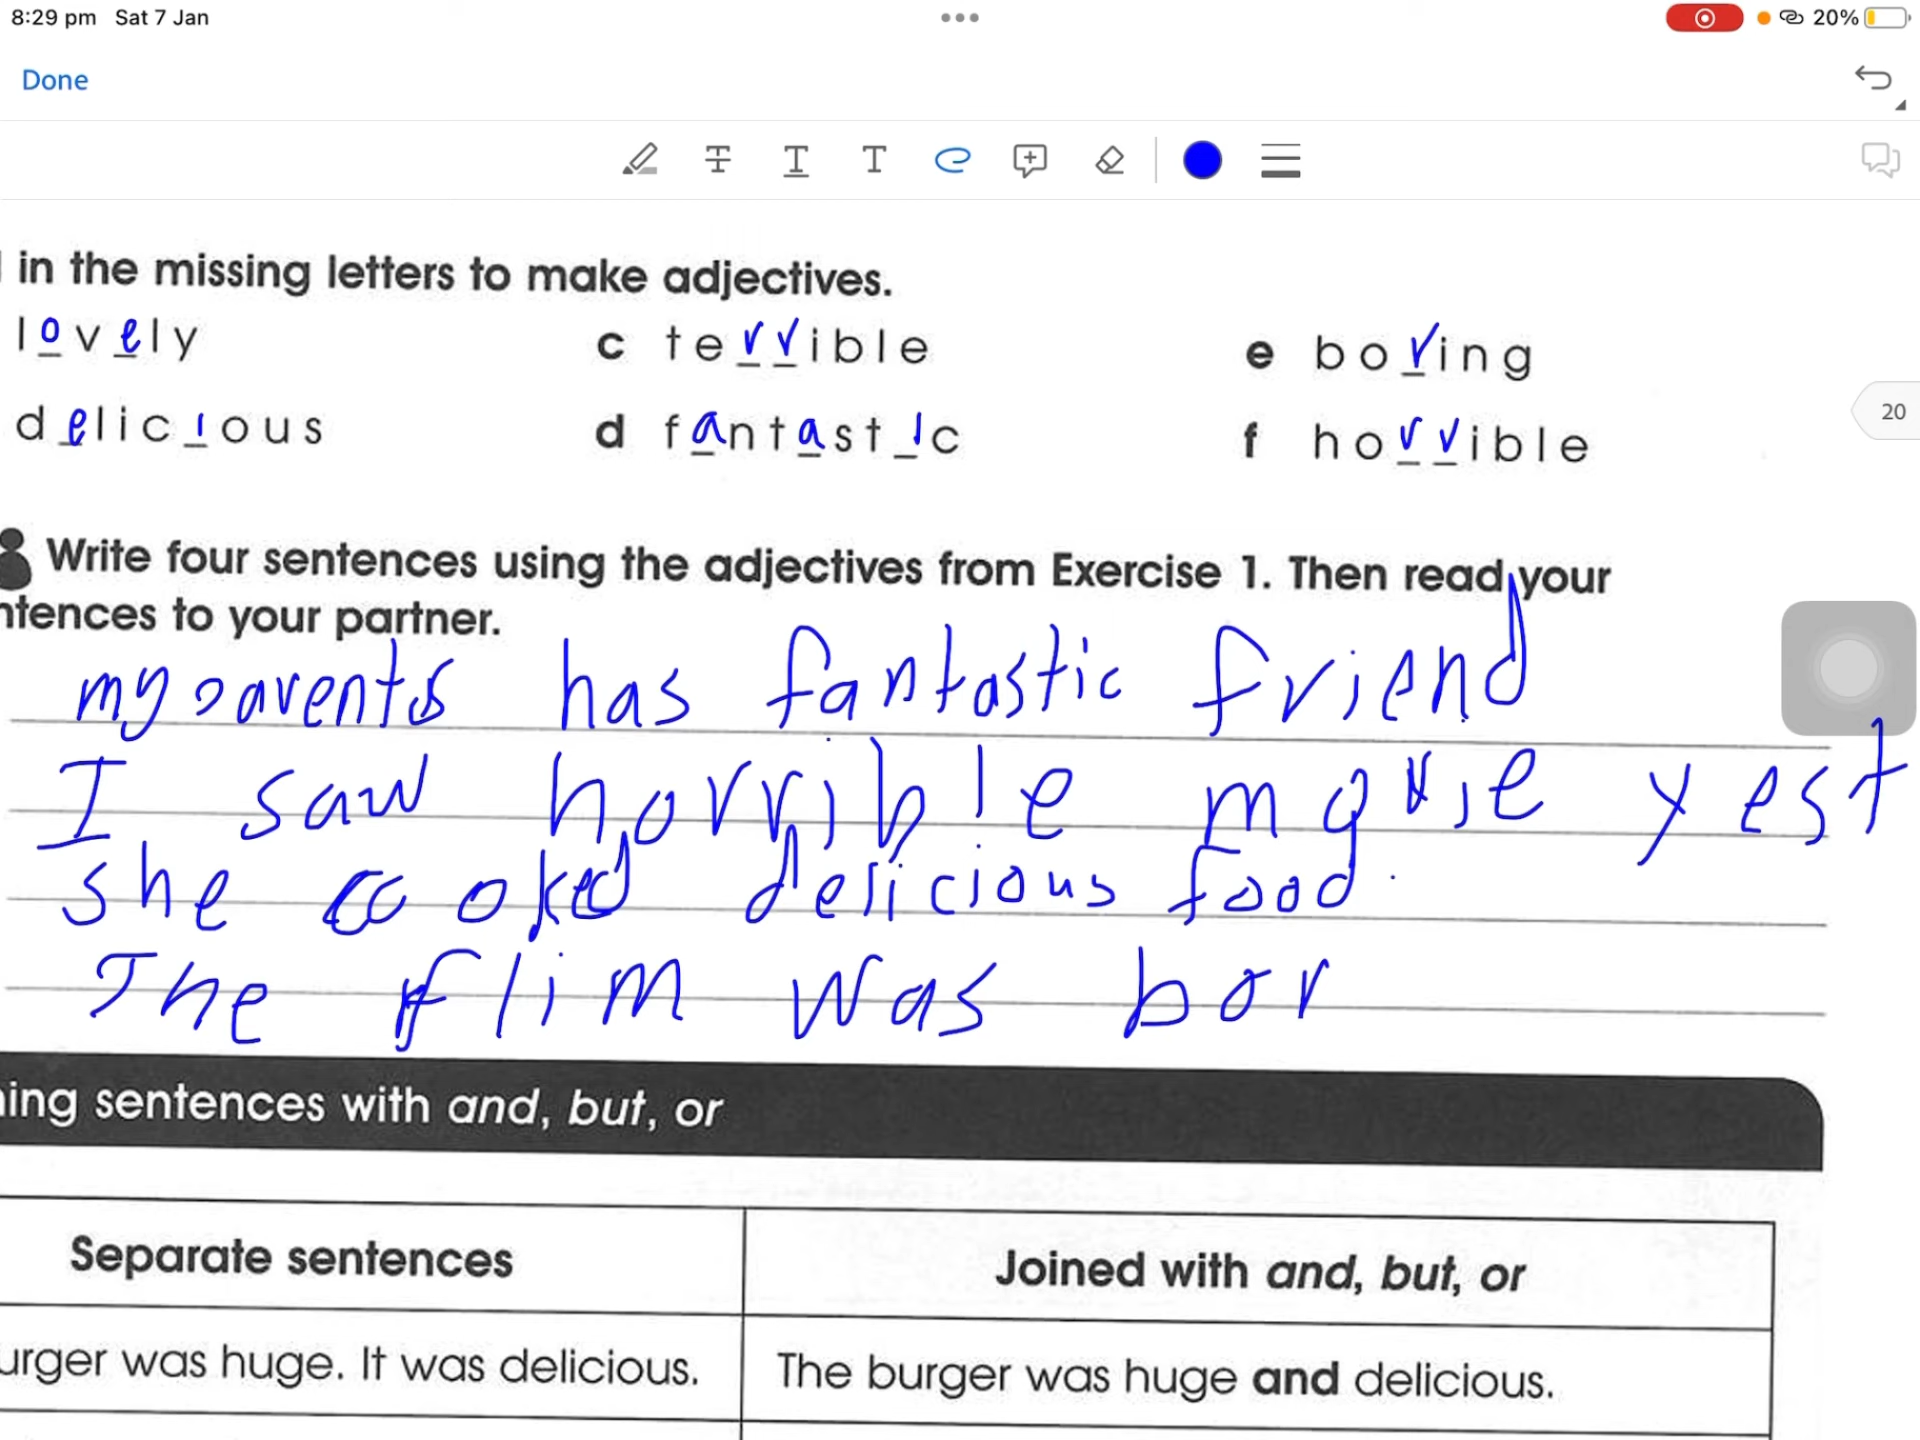 8:29 pm Sat 7 Jan
20%
Done
in the missing letters to make adjectives.
lovely c terrible e boring
20
delicious d fantastic f horrible
Write four sentences using the adjectives from Exercise 1. Then read your
ntences to your partner.
my parents has fantastic friend
I saw horrible movie yest
she cooked delicious food.
The flim was bor
ing sentences with and, but, or
Separate sentences Joined with and, but, or
urger was huge. It was delicious. The burger was huge and delicious.